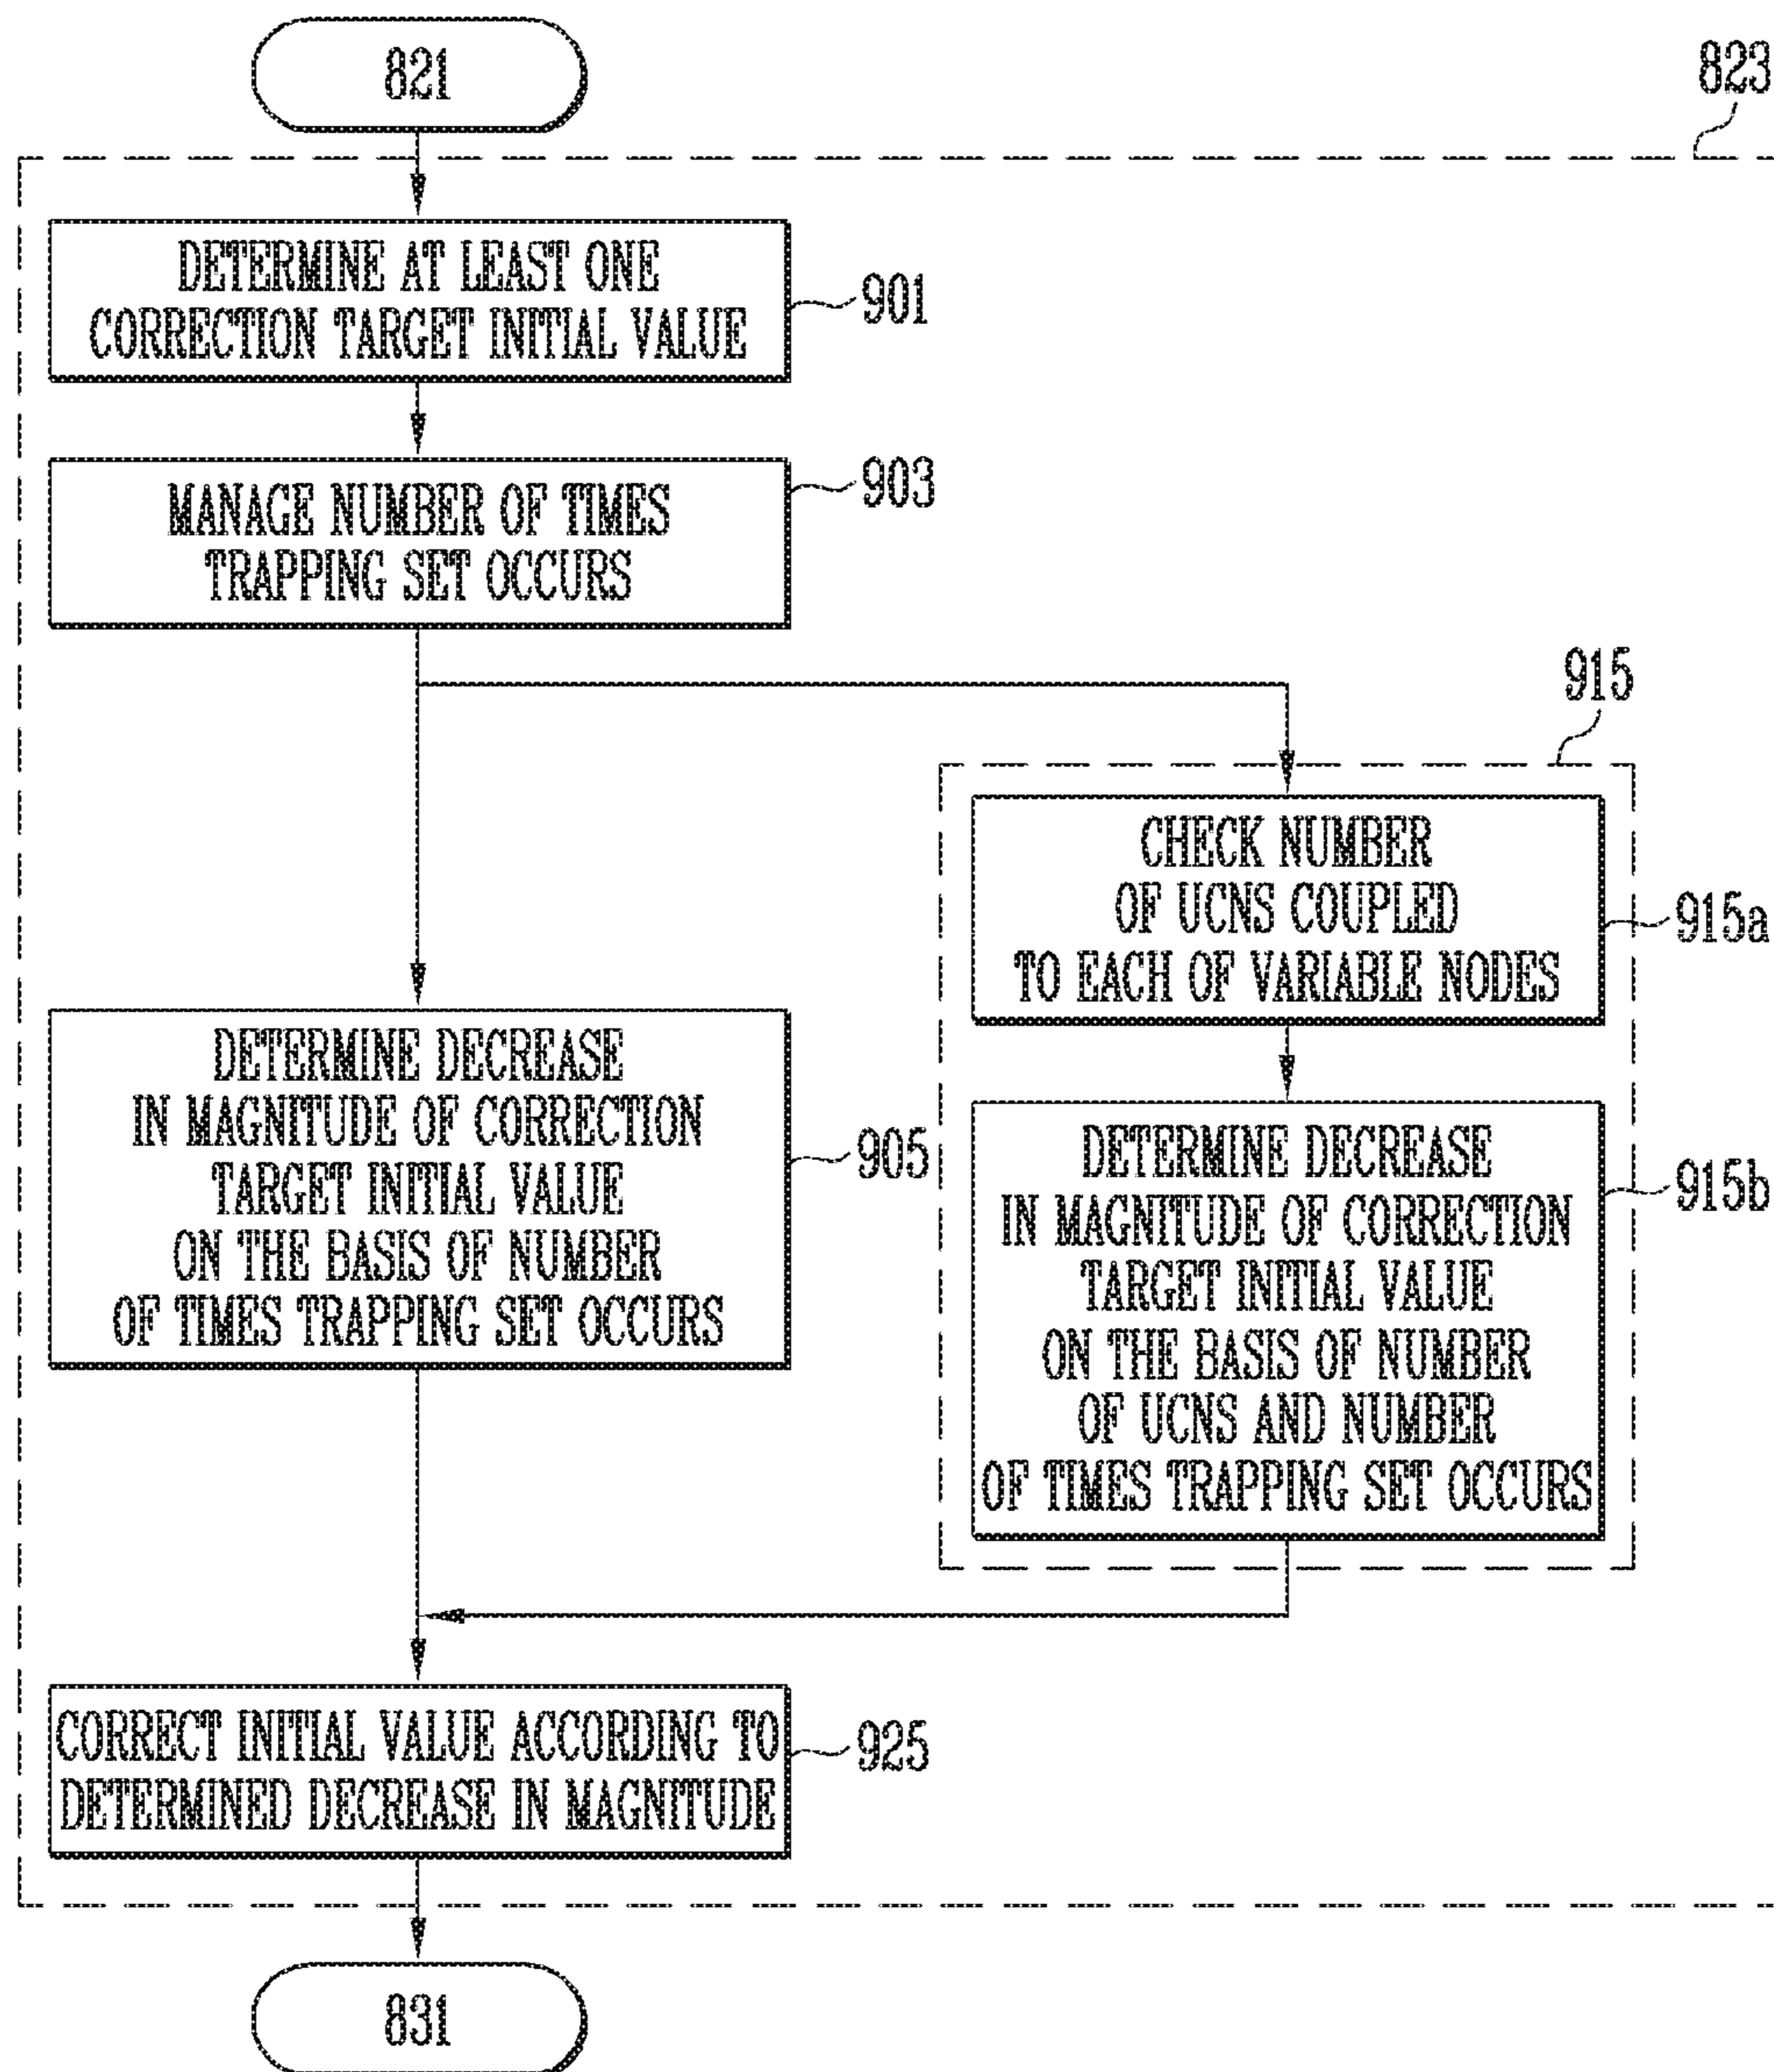 821
823
DETERMINE AT LEAST ONE
CORRECTION TARGET INITIAL VALUE
901
MANAGE NUMBER OF TIMES
TRAPPING SET OCCURS
903
915
CHECK NUMBER
OF UCNS COUPLED
TO EACH OF VARIABLE NODES
915a
DETERMINE DECREASE
IN MAGNITUDE OF CORRECTION
TARGET INITIAL VALUE
ON THE BASIS OF NUMBER
OF TIMES TRAPPING SET OCCURS
905
DETERMINE DECREASE
IN MAGNITUDE OF CORRECTION
TARGET INITIAL VALUE
ON THE BASIS OF NUMBER
OF UCNS AND NUMBER
OF TIMES TRAPPING SET OCCURS
915b
CORRECT INITIAL VALUE ACCORDING TO
DETERMINED DECREASE IN MAGNITUDE
925
831